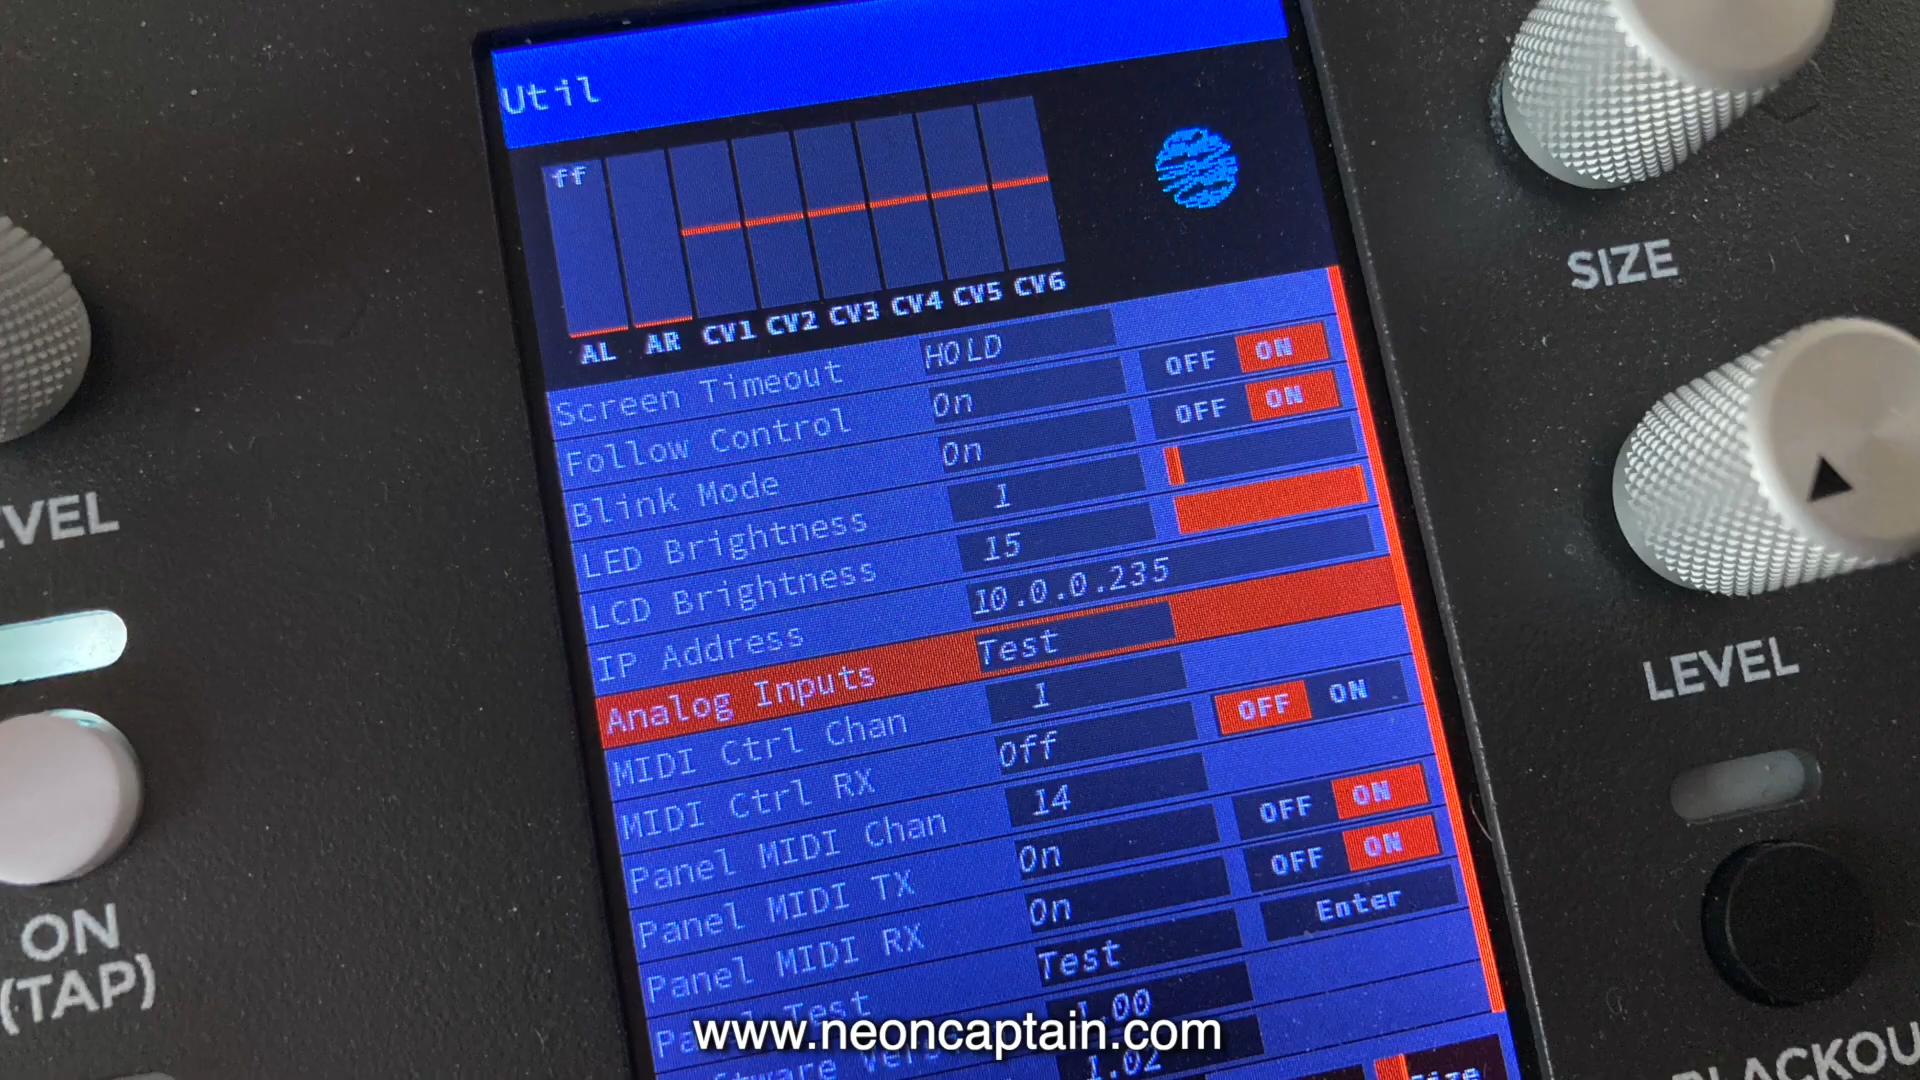 Util
ff
AL AR CV1 CV2 CV3 CV4 CV5 CV6
Screen Timeout HOLD
Follow Control On OFF ON
Blink Mode On OFF ON
LED Brightness 1
LCD Brightness 15
IP Address 10.0.0.235
Analog Inputs Test
MIDI Ctrl Chan 1
MIDI Ctrl RX Off OFF ON
Panel MIDI Chan 14
Panel MIDI TX On OFF ON
Panel MIDI RX On OFF ON
Test Test Enter
1.00
1.02
Size
SIZE
LEVEL
VEL
ON
(TAP)
BLACKOU
www.neoncaptain.com